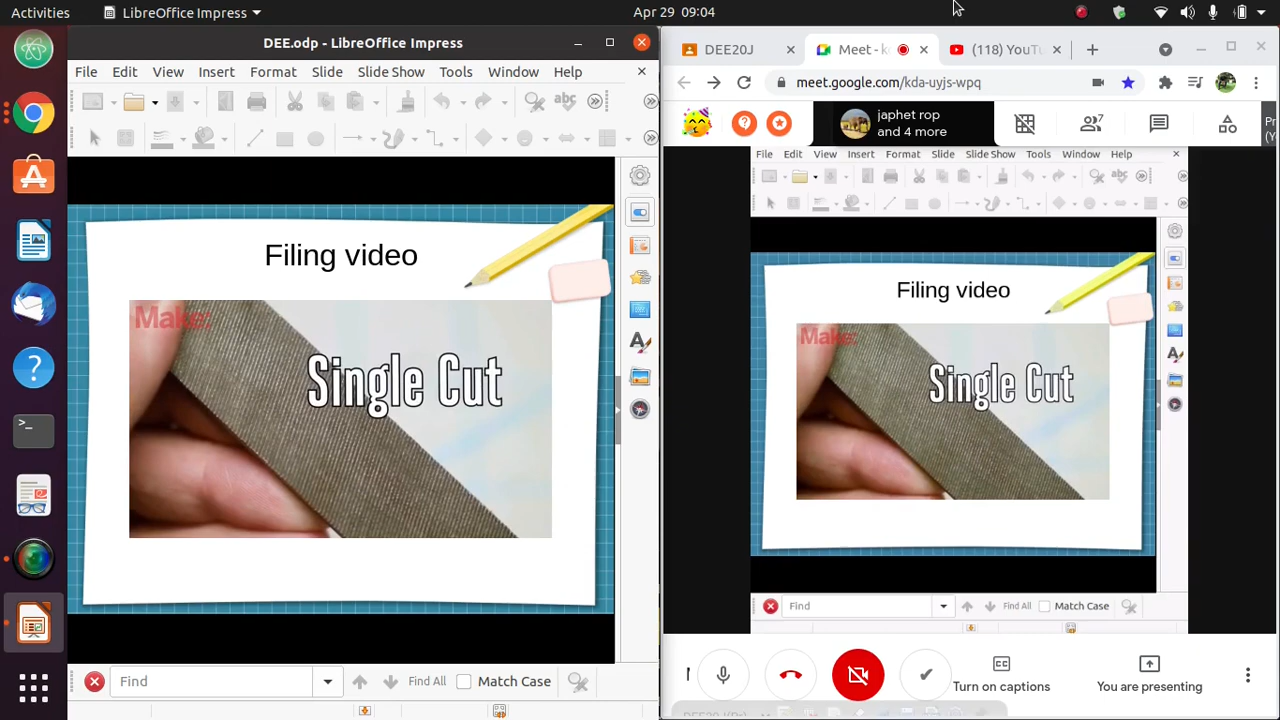 Activities
LibreOffice Impress
Apr 29 09:04
DEE.odp - LibreOffice Impress
File Edit View Insert Format Slide Slide Show Tools Window Help
Filing video
Make:
Single Cut
Find
Find All
Match Case
DEE20J
Meet - k
(118) YouTu
meet.google.com/kda-uyjs-wpq
japhet rop
and 4 more
7
File Edit View Insert Format Slide Slide Show Tools Window Help
Filing video
Make:
Single Cut
Find
Find All
Match Case
Turn on captions
You are presenting